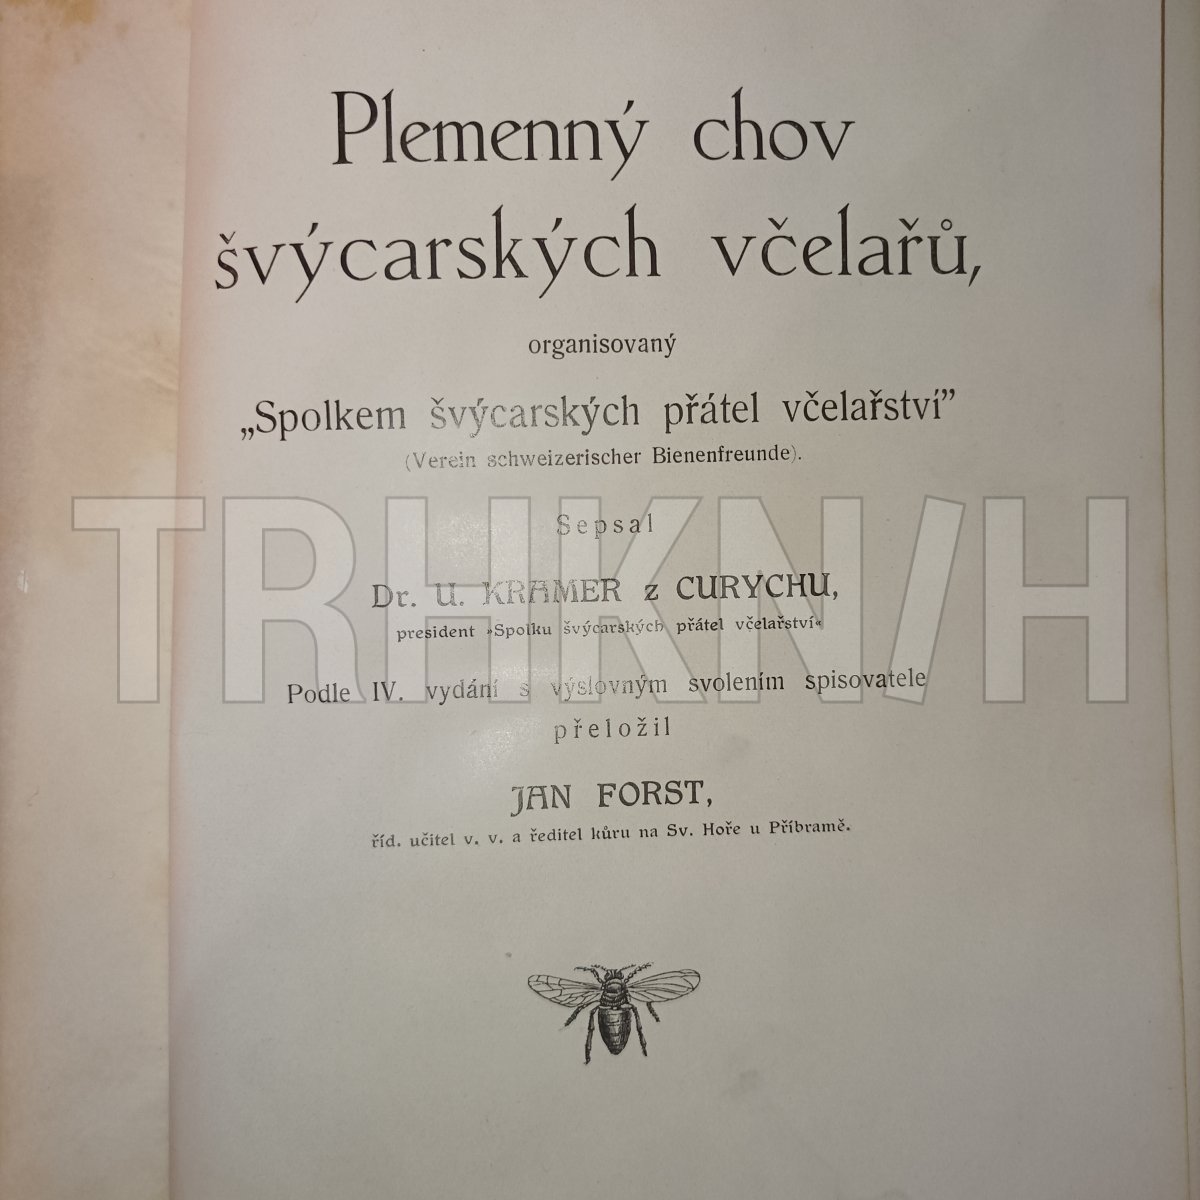 Plemenný chov
švýcarských včelařů,
organisovaný
„Spolkem švýcarských přátel včelařství”
(Verein schweizerischer Bienenfreunde).
Sepsal
Dr. U. KRAMER z CURYCHU,
president »Spolku švýcarských přátel včelařství«
Podle IV. vydání s výslovným svolením spisovatele
přeložil
JAN FORST,
říd. učitel v. v. a ředitel kůru na Sv. Hoře u Příbramě.
TRHKN/H